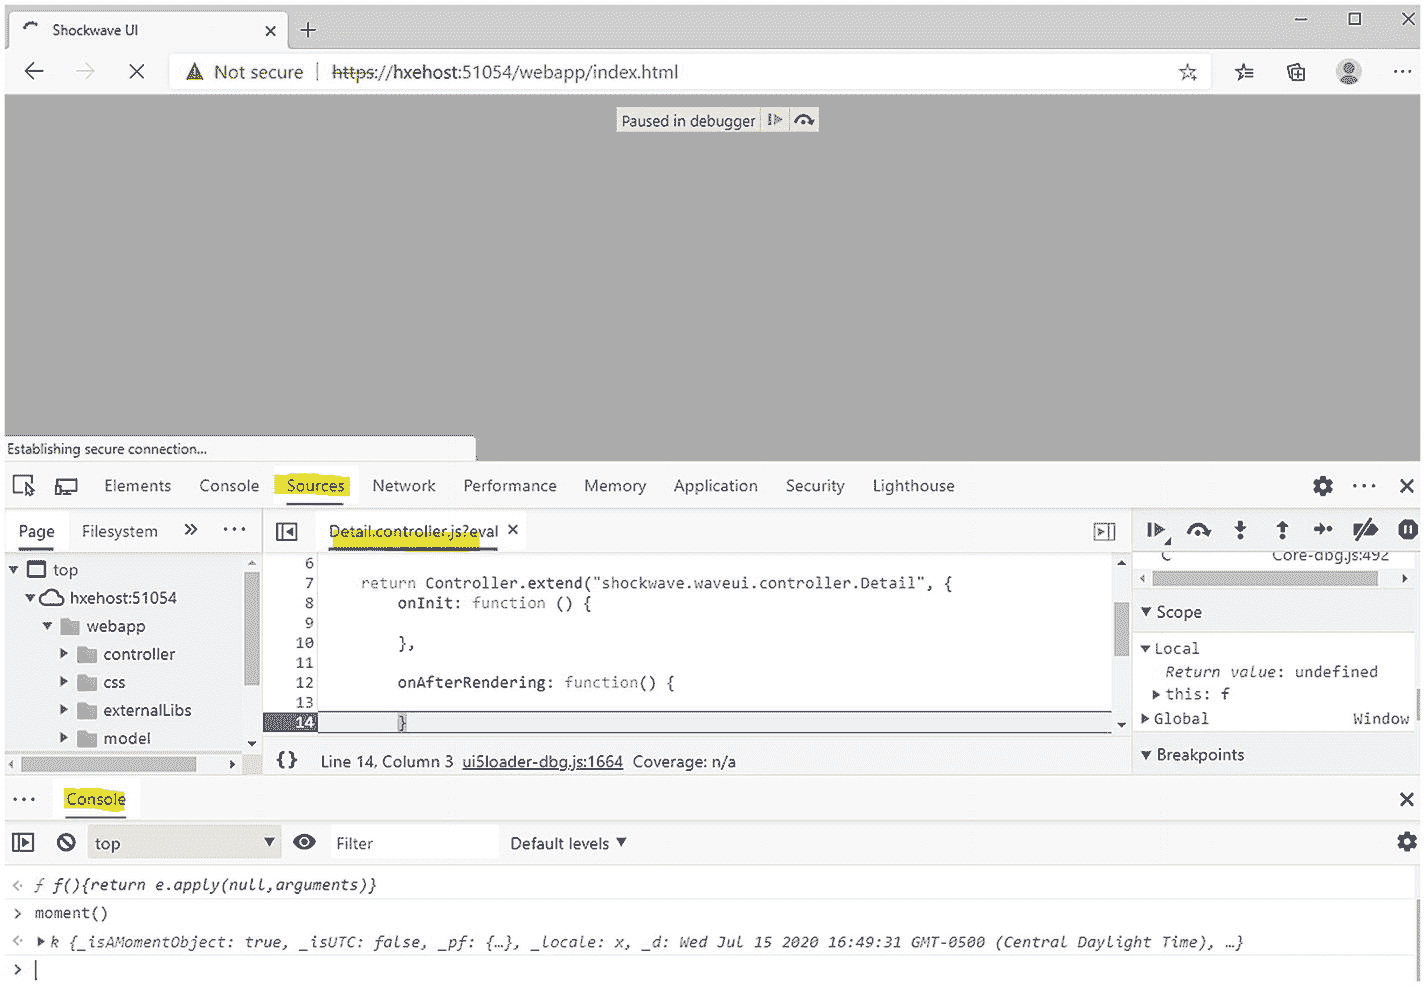 Shockwave UI
Not secure | https://hxehost:51054/webapp/index.html
Paused in debugger
Establishing secure connection...
Elements Console Sources Network Performance Memory Application Security Lighthouse
Page Filesystem
Detail.controller.js?eval
top
hxehost:51054
webapp
controller
css
externalLibs
model
6
7 return Controller.extend("shockwave.waveui.controller.Detail", {
8 onInit: function () {
9
10 },
11
12 onAfterRendering: function() {
13
14 }
{} Line 14, Column 3 ui5loader-dbg.js:1664 Coverage: n/a
C Core-dbg.js:492
Scope
Local
Return value: undefined
this: f
Global Window
Breakpoints
Console
top Filter Default levels
f f(){return e.apply(null,arguments)}
> moment()
k {_isAMomentObject: true, _isUTC: false, _pf: {…}, _locale: x, _d: Wed Jul 15 2020 16:49:31 GMT-0500 (Central Daylight Time), …}
>